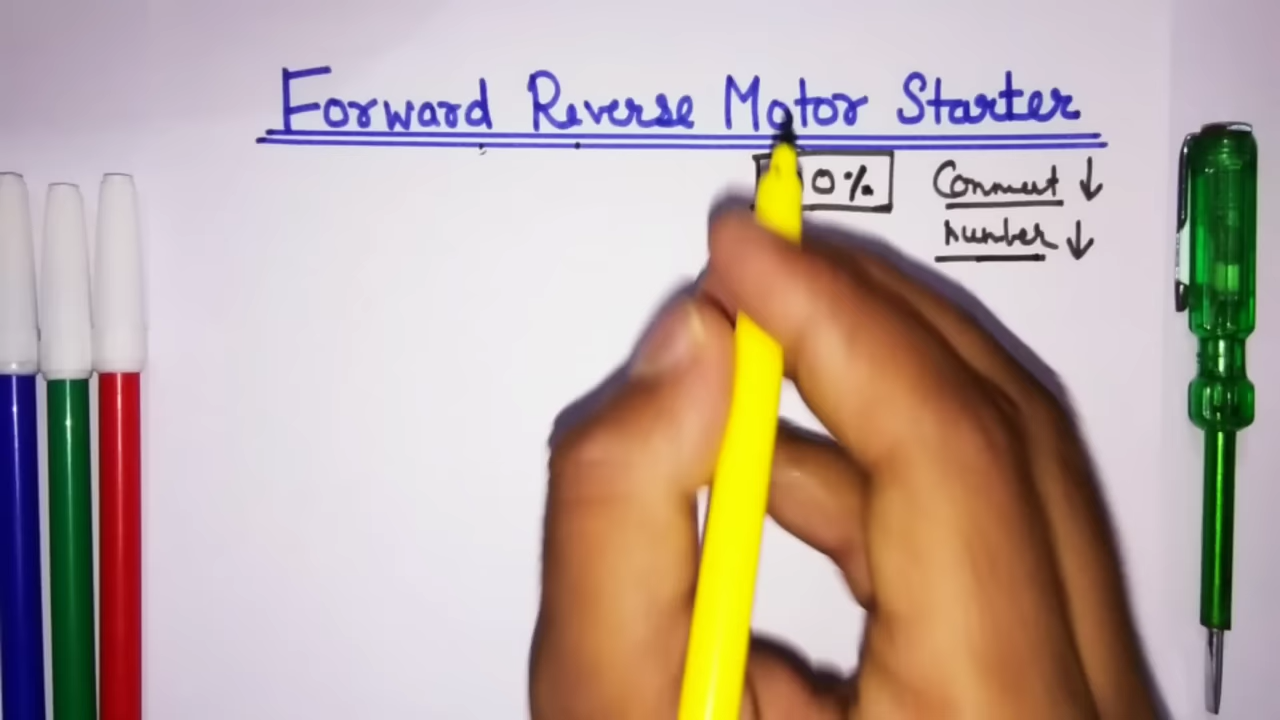 Forward Reverse Motor Starter
0% Comment ↓
number ↓